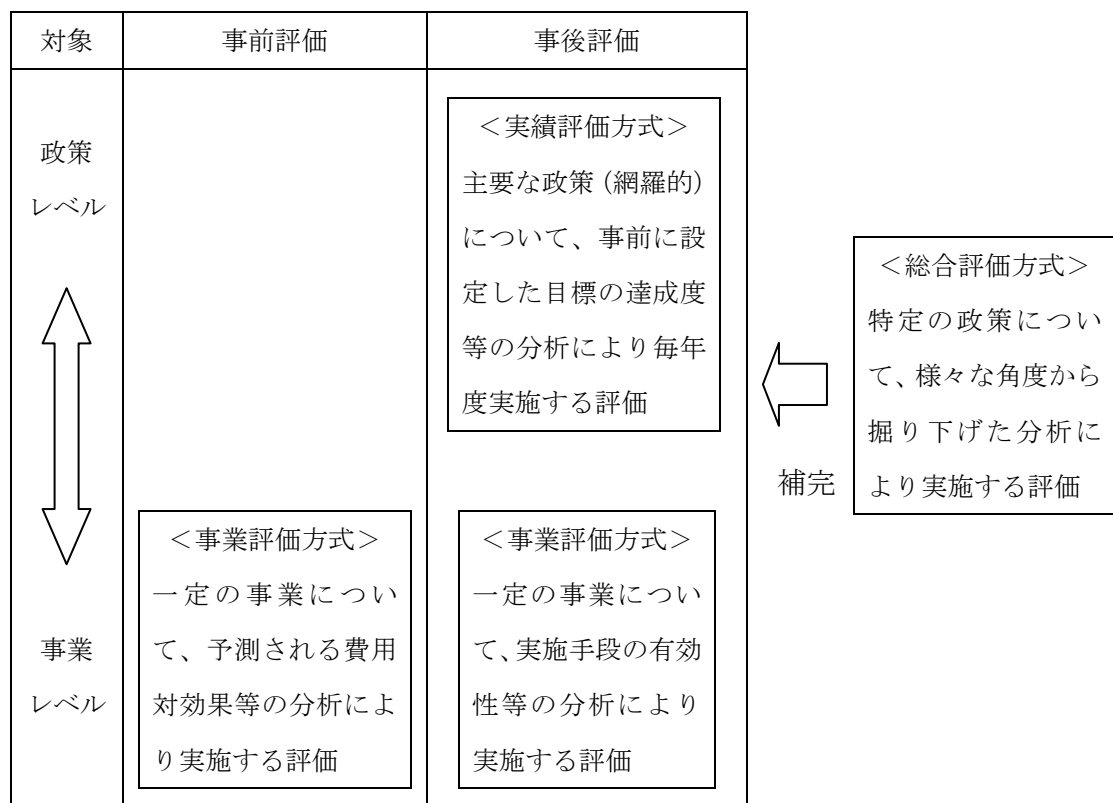 対象
事前評価
事後評価
政策
レベル
＜実績評価方式＞
主要な政策（網羅的）
について、事前に設
定した目標の達成度
等の分析により毎年
度実施する評価
＜総合評価方式＞
特定の政策につい
て、様々な角度から
掘り下げた分析に
より実施する評価
補完
事業
レベル
＜事業評価方式＞
一定の事業につい
て、予測される費用
対効果等の分析によ
り実施する評価
＜事業評価方式＞
一定の事業につい
て、実施手段の有効
性等の分析により
実施する評価